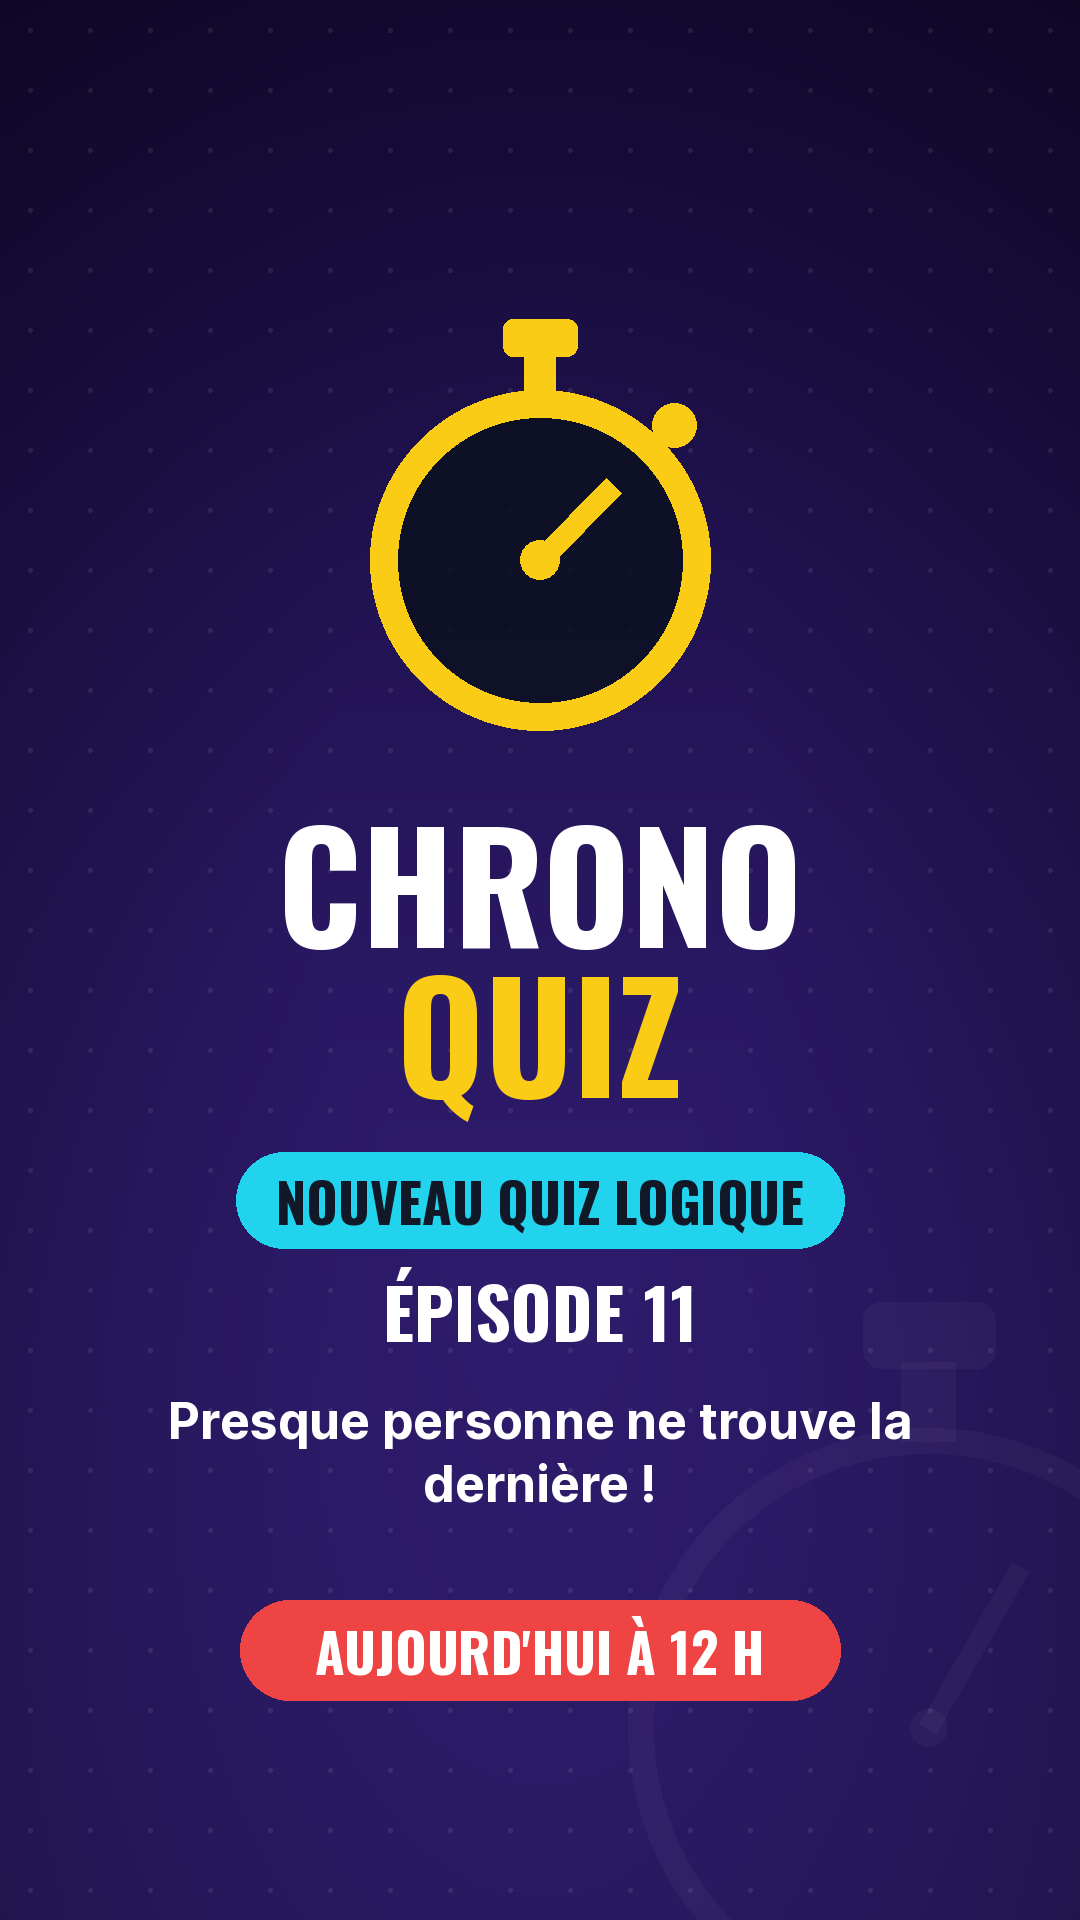 CHRONO
QUIZ
NOUVEAU QUIZ LOGIQUE
ÉPISODE 11
Presque personne ne trouve la
dernière !
AUJOURD'HUI À 12 H